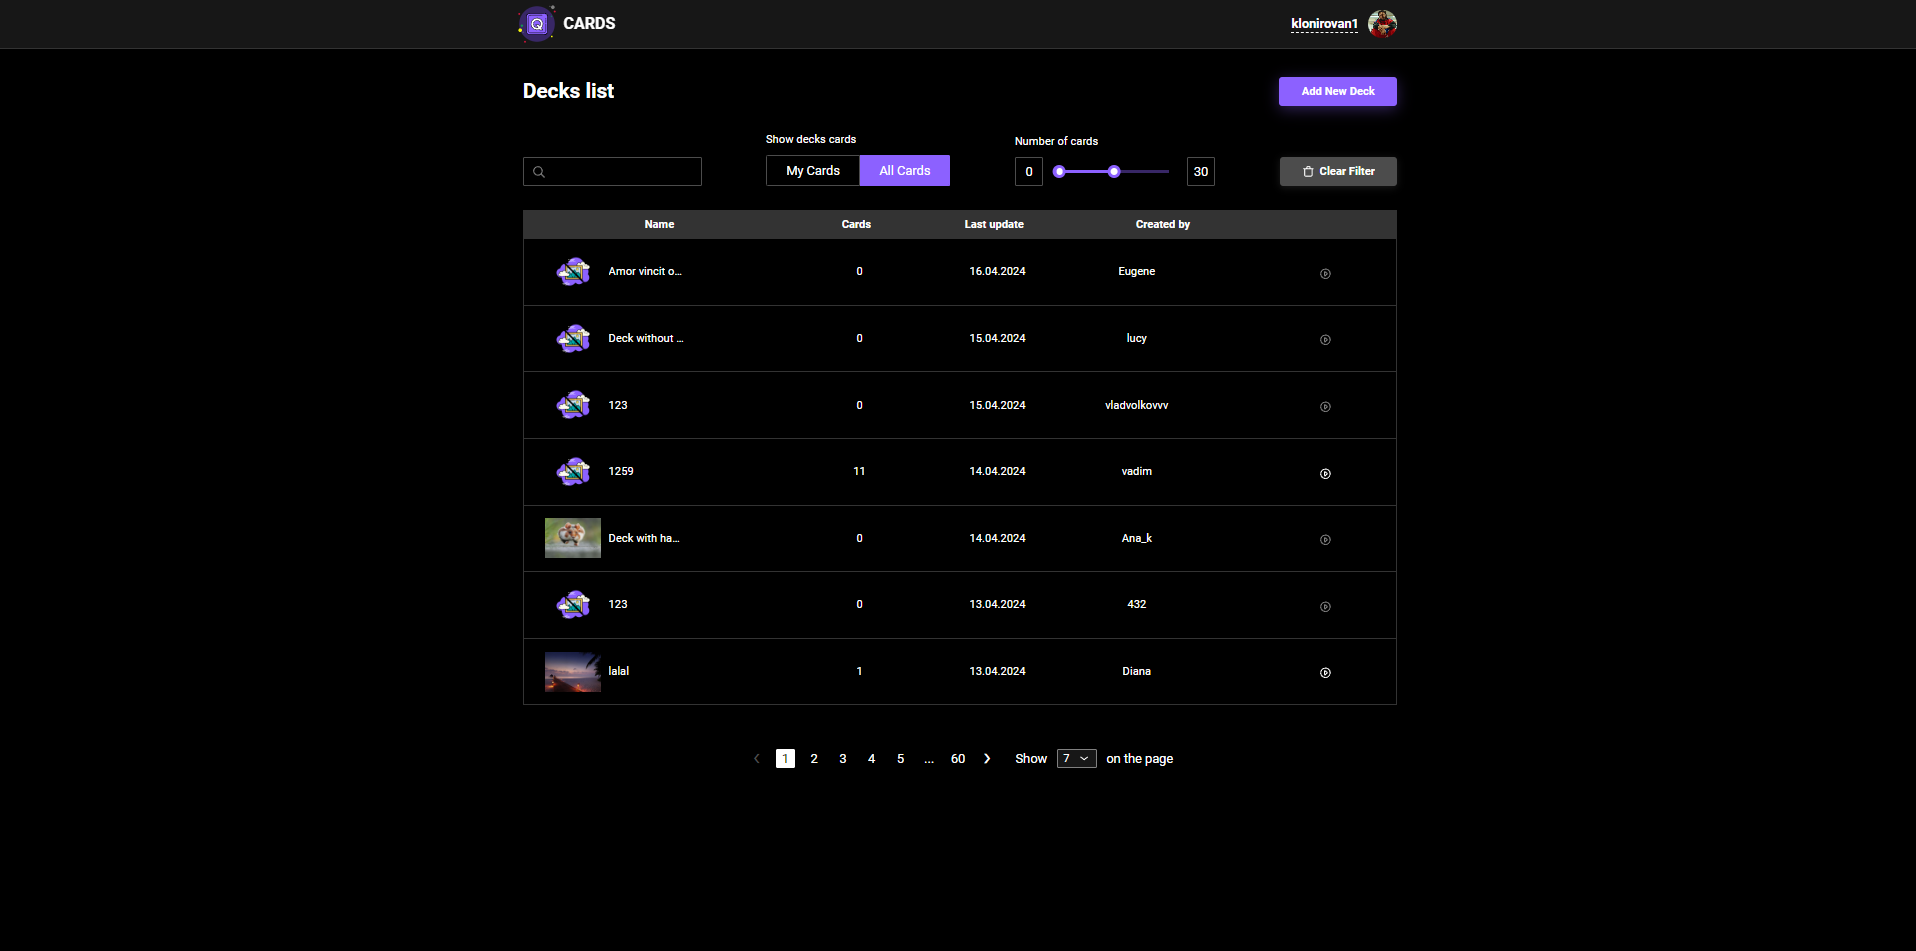 CARDS
klonirovan1
Decks list
Add New Deck
Show decks cards
Number of cards
My Cards
All Cards
0
30
Clear Filter
Name Cards Last update Created by
Amor vincit o... 0 16.04.2024 Eugene
Deck without ... 0 15.04.2024 lucy
123 0 15.04.2024 vladvolkovvv
1259 11 14.04.2024 vadim
Deck with ha... 0 14.04.2024 Ana_k
123 0 13.04.2024 432
lalal 1 13.04.2024 Diana
1 2 3 4 5 ... 60 Show 7 on the page